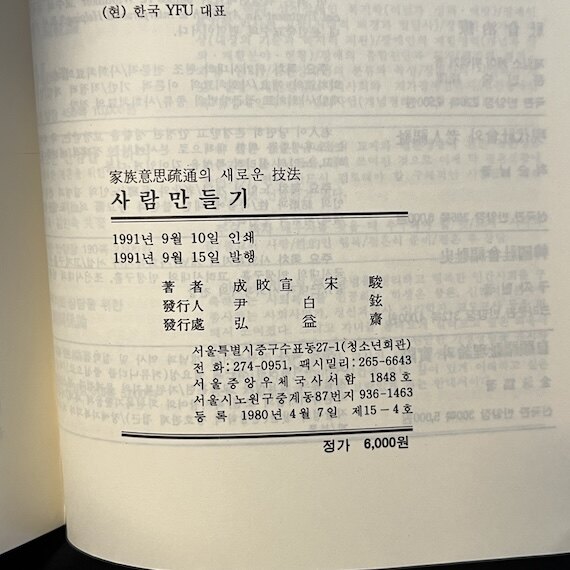 (현) 한국 YFU 대표
家族意思疏通의 새로운 技法
사람만들기
1991년 9월 10일 인쇄
1991년 9월 15일 발행
著者 成旼宣 宋駿
發行人 尹白鉉
發行處 弘益齋
서울특별시중구수표동27-1(청소년회관)
전화:274-0951, 팩시밀리:265-6643
서울중앙우체국사서함 1848호
서울시노원구중계동87번지 936-1463
등록 1980년 4월 7일 제15-4호
정가 6,000원